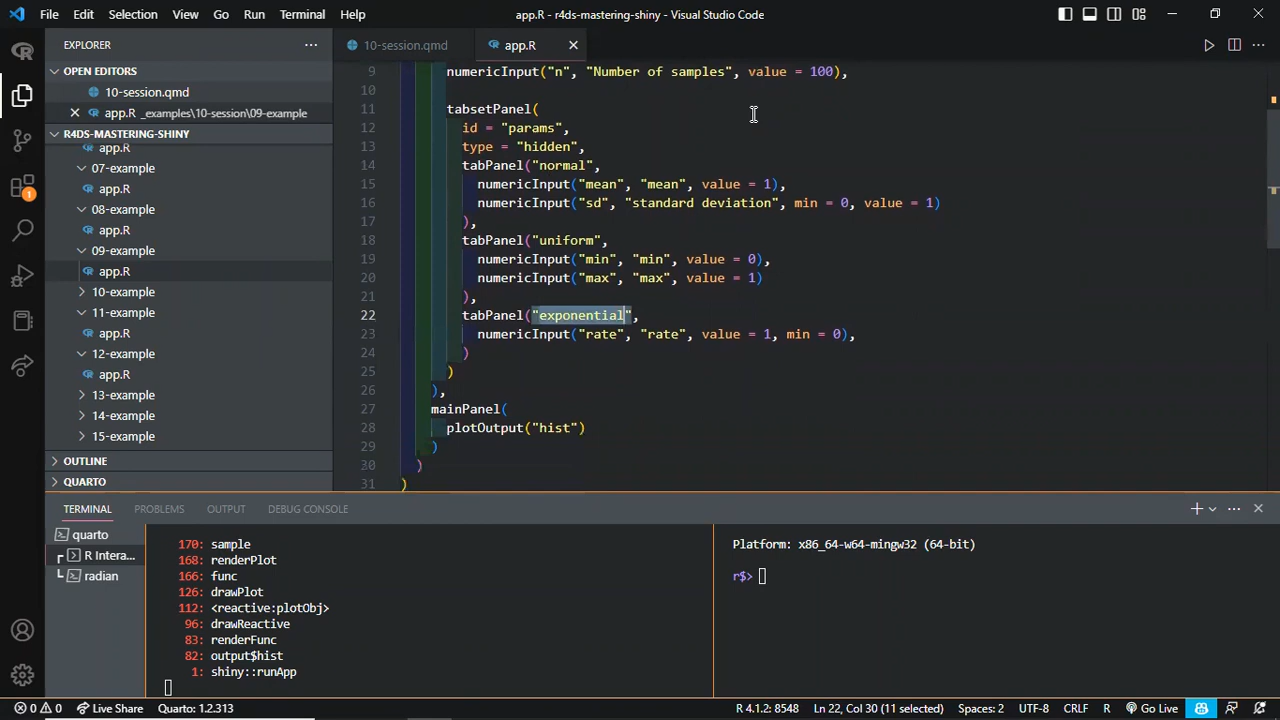 File Edit Selection View Go Run Terminal Help
app.R - r4ds-mastering-shiny - Visual Studio Code
EXPLORER
OPEN EDITORS
10-session.qmd
app.R _examples\10-session\09-example
R4DS-MASTERING-SHINY
app.R
07-example
app.R
08-example
app.R
09-example
app.R
10-example
11-example
app.R
12-example
app.R
13-example
14-example
15-example
OUTLINE
QUARTO
10-session.qmd
app.R
9 numericInput("n", "Number of samples", value = 100),
10
11 tabsetPanel(
12 id = "params",
13 type = "hidden",
14 tabPanel("normal",
15 numericInput("mean", "mean", value = 1),
16 numericInput("sd", "standard deviation", min = 0, value = 1)
17 ),
18 tabPanel("uniform",
19 numericInput("min", "min", value = 0),
20 numericInput("max", "max", value = 1)
21 ),
22 tabPanel("exponential",
23 numericInput("rate", "rate", value = 1, min = 0),
24 )
25 )
26 ),
27 mainPanel(
28 plotOutput("hist")
29 )
30 )
31 )
TERMINAL PROBLEMS OUTPUT DEBUG CONSOLE
quarto
R Intera...
radian
170: sample
168: renderPlot
166: func
126: drawPlot
112: <reactive:plotObj>
96: drawReactive
83: renderFunc
82: output$hist
1: shiny::runApp
Platform: x86_64-w64-mingw32 (64-bit)
r$>
0 0 Live Share Quarto: 1.2.313 R 4.1.2: 8548 Ln 22, Col 30 (11 selected) Spaces: 2 UTF-8 CRLF R Go Live